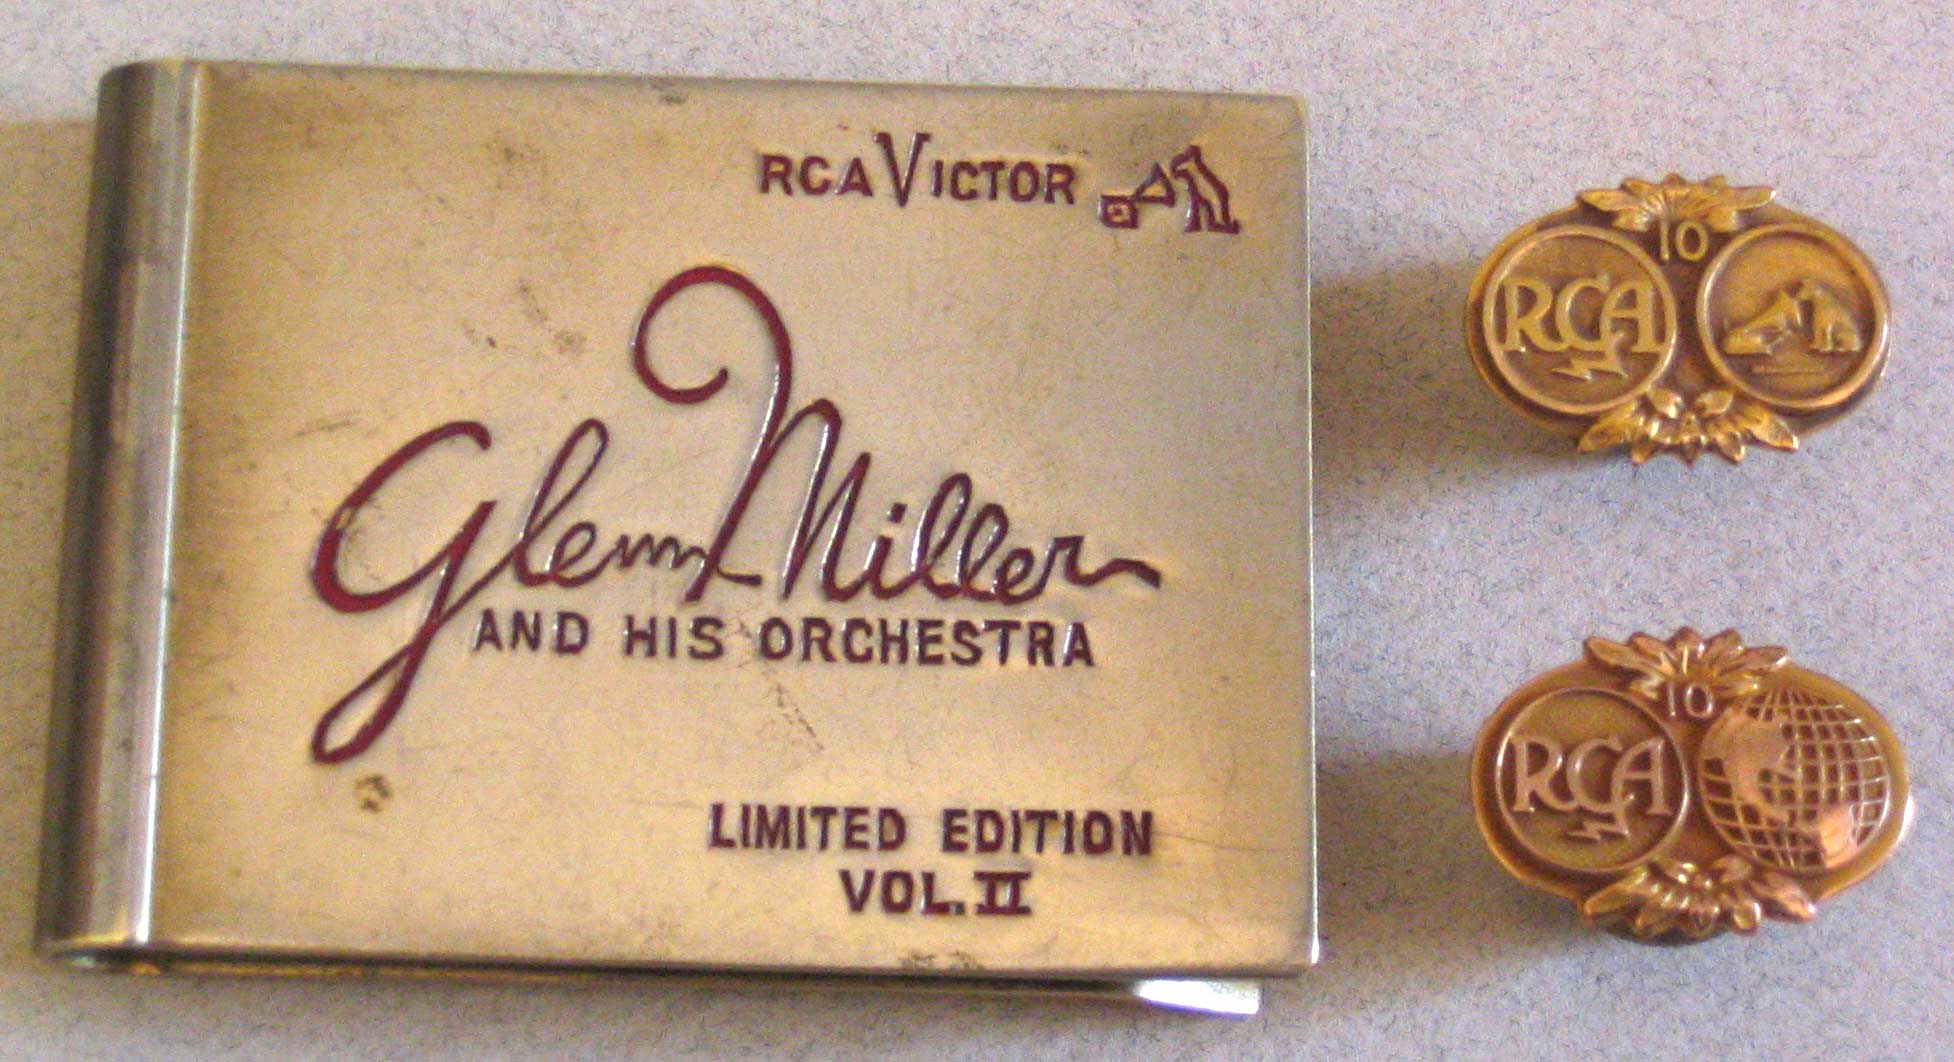 RCA VICTOR
Glenn Miller
AND HIS ORCHESTRA
LIMITED EDITION
VOL. II
10
RCA
10
RCA